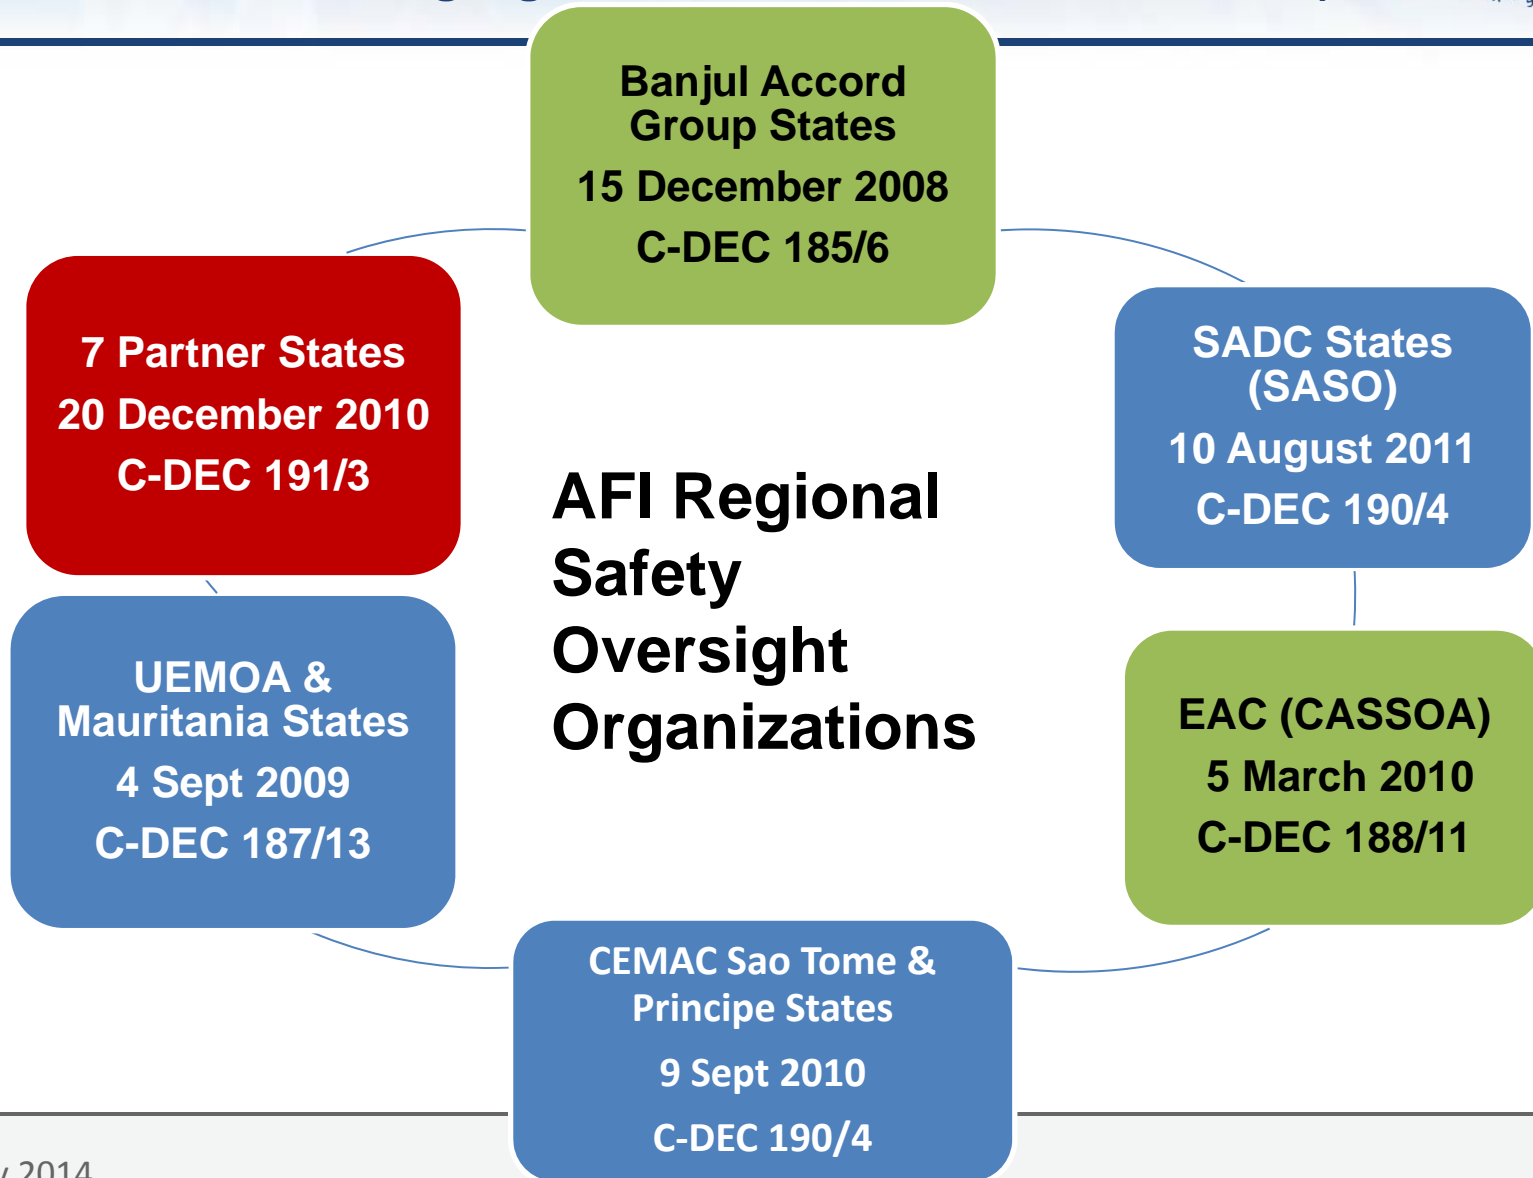 Banjul Accord
Group States
15 December 2008
C-DEC 185/6
7 Partner States
20 December 2010
C-DEC 191/3
SADC States
(SASO)
10 August 2011
C-DEC 190/4
AFI Regional
Safety
Oversight
Organizations
UEMOA &
Mauritania States
4 Sept 2009
C-DEC 187/13
EAC (CASSOA)
5 March 2010
C-DEC 188/11
CEMAC Sao Tome &
Principe States
9 Sept 2010
C-DEC 190/4
2014